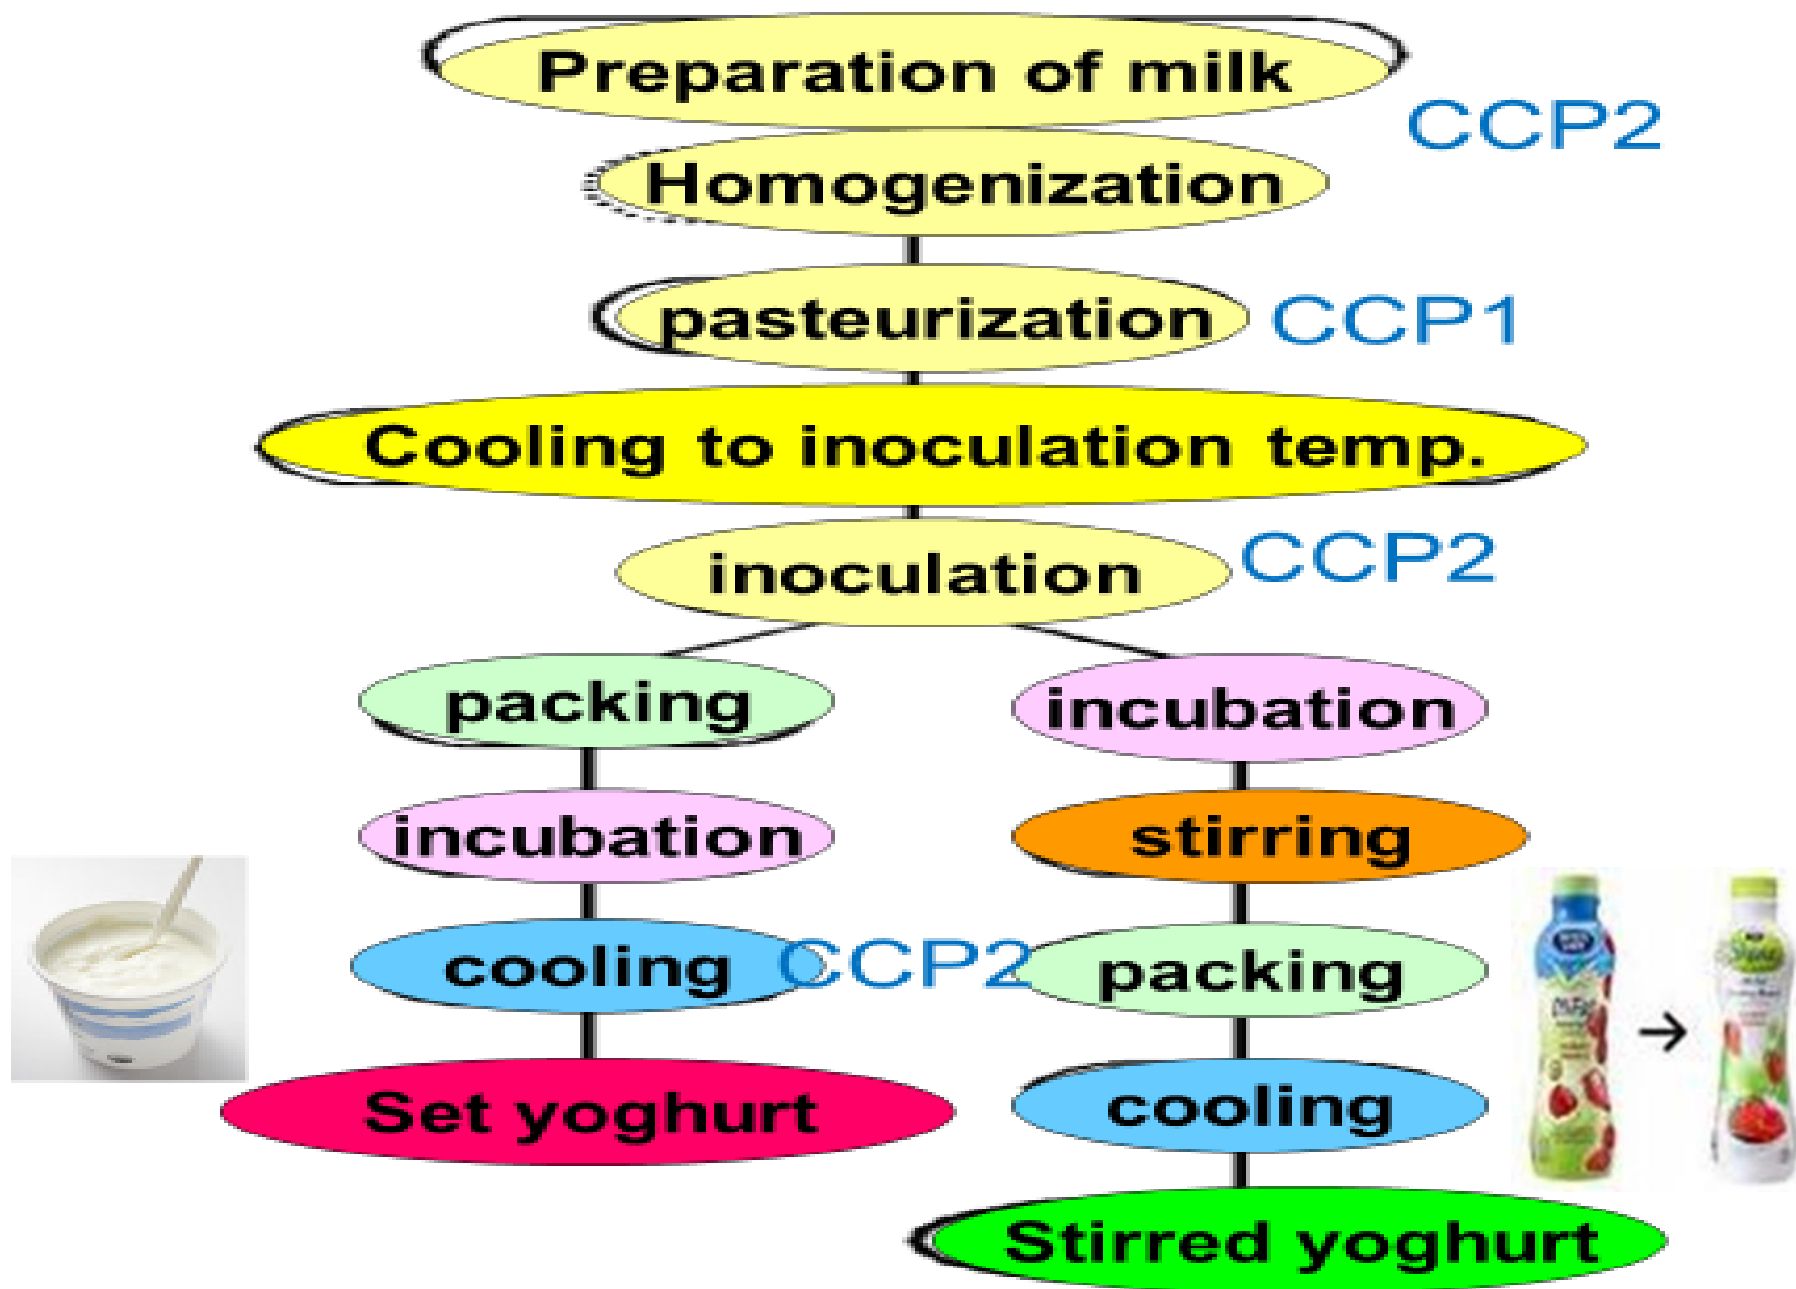 Preparation of milk
CCP2
Homogenization
pasteurization CCP1
Cooling to inoculation temp.
inoculation CCP2
packing
incubation
cooling CCP2
Set yoghurt
incubation
stirring
packing
cooling
Stirred yoghurt